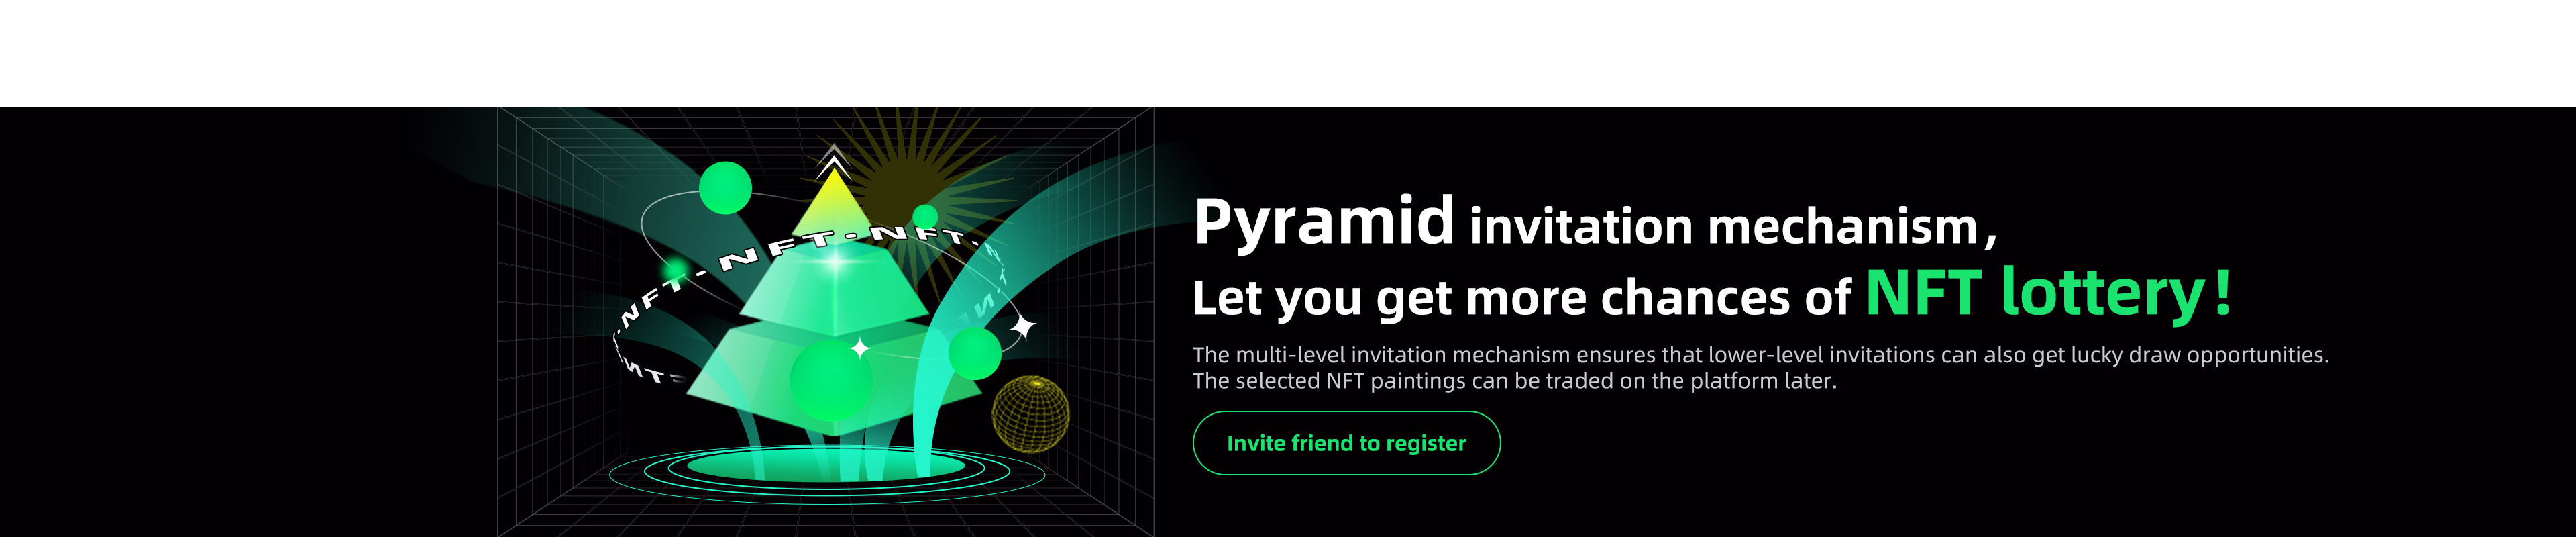 NFT·NFT·NFT·
Pyramid invitation mechanism,
Let you get more chances of NFT lottery!
The multi-level invitation mechanism ensures that lower-level invitations can also get lucky draw opportunities.
The selected NFT paintings can be traded on the platform later.
Invite friend to register